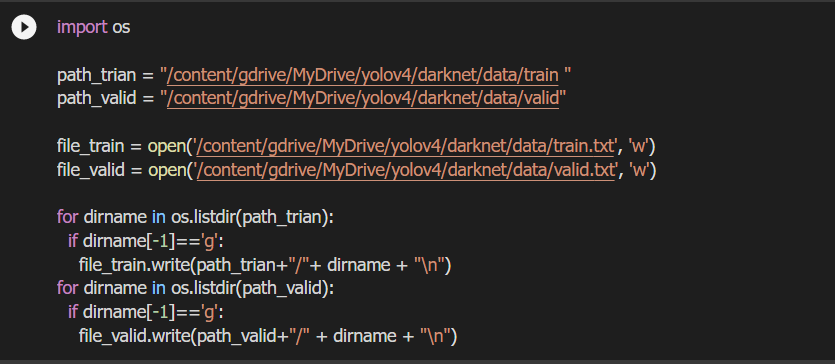 import os
path_trian = "/content/gdrive/MyDrive/yolov4/darknet/data/train "
path_valid = "/content/gdrive/MyDrive/yolov4/darknet/data/valid"
file_train = open('/content/gdrive/MyDrive/yolov4/darknet/data/train.txt', 'w')
file_valid = open('/content/gdrive/MyDrive/yolov4/darknet/data/valid.txt', 'w')
for dirname in os.listdir(path_trian):
  if dirname[-1]=='g':
    file_train.write(path_trian+"/"+ dirname + "\n")
for dirname in os.listdir(path_valid):
  if dirname[-1]=='g':
    file_valid.write(path_valid+"/" + dirname + "\n")